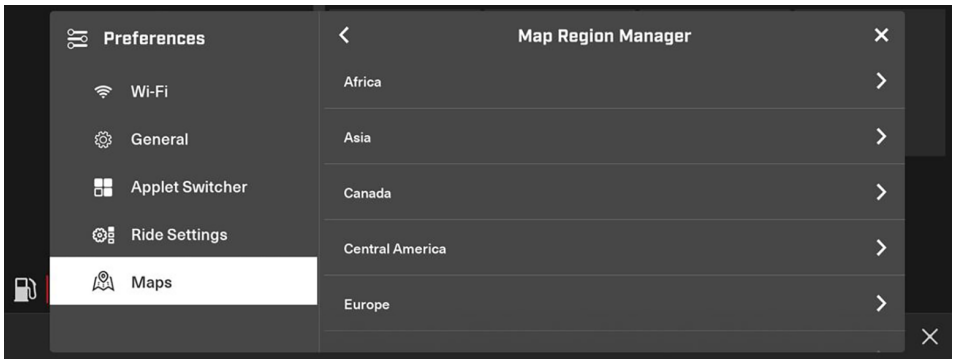 Preferences
Wi-Fi
General
Applet Switcher
Ride Settings
Maps
Map Region Manager
Africa
Asia
Canada
Central America
Europe